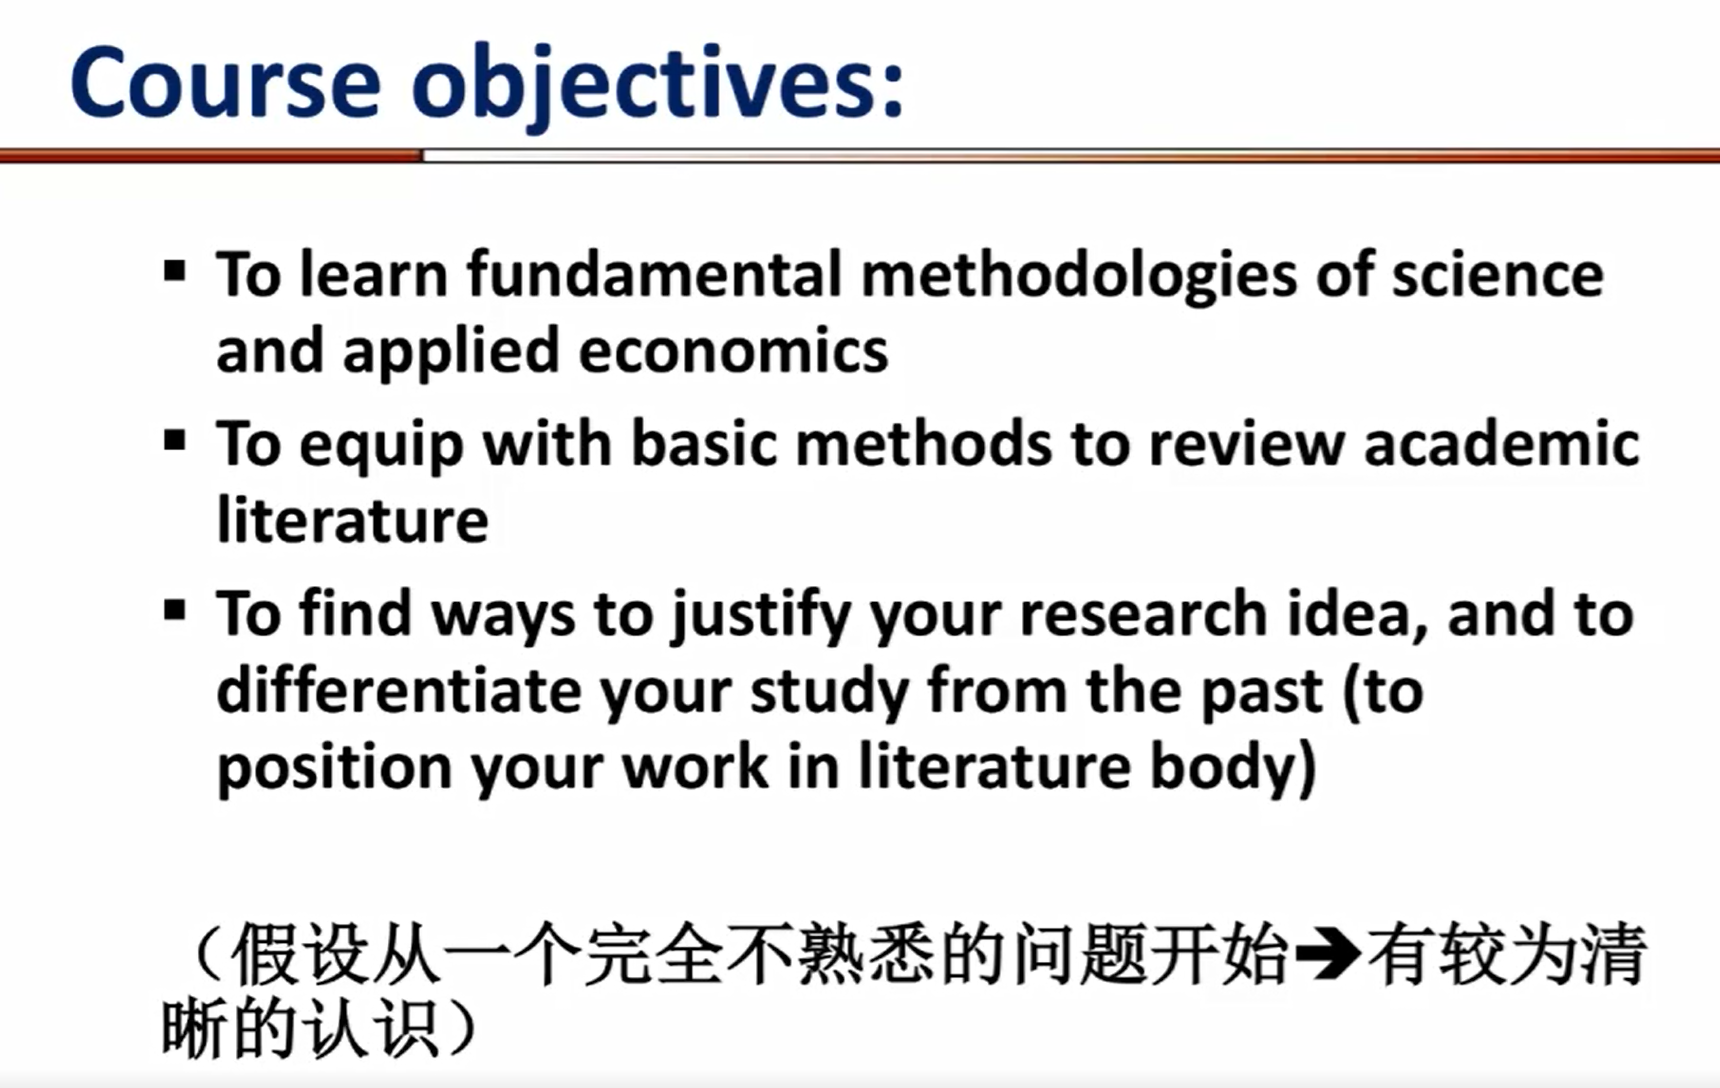 Course objectives:
▪ To learn fundamental methodologies of science
and applied economics
▪ To equip with basic methods to review academic
literature
▪ To find ways to justify your research idea, and to
differentiate your study from the past (to
position your work in literature body)
（假设从一个完全不熟悉的问题开始➔有较为清
晰的认识）